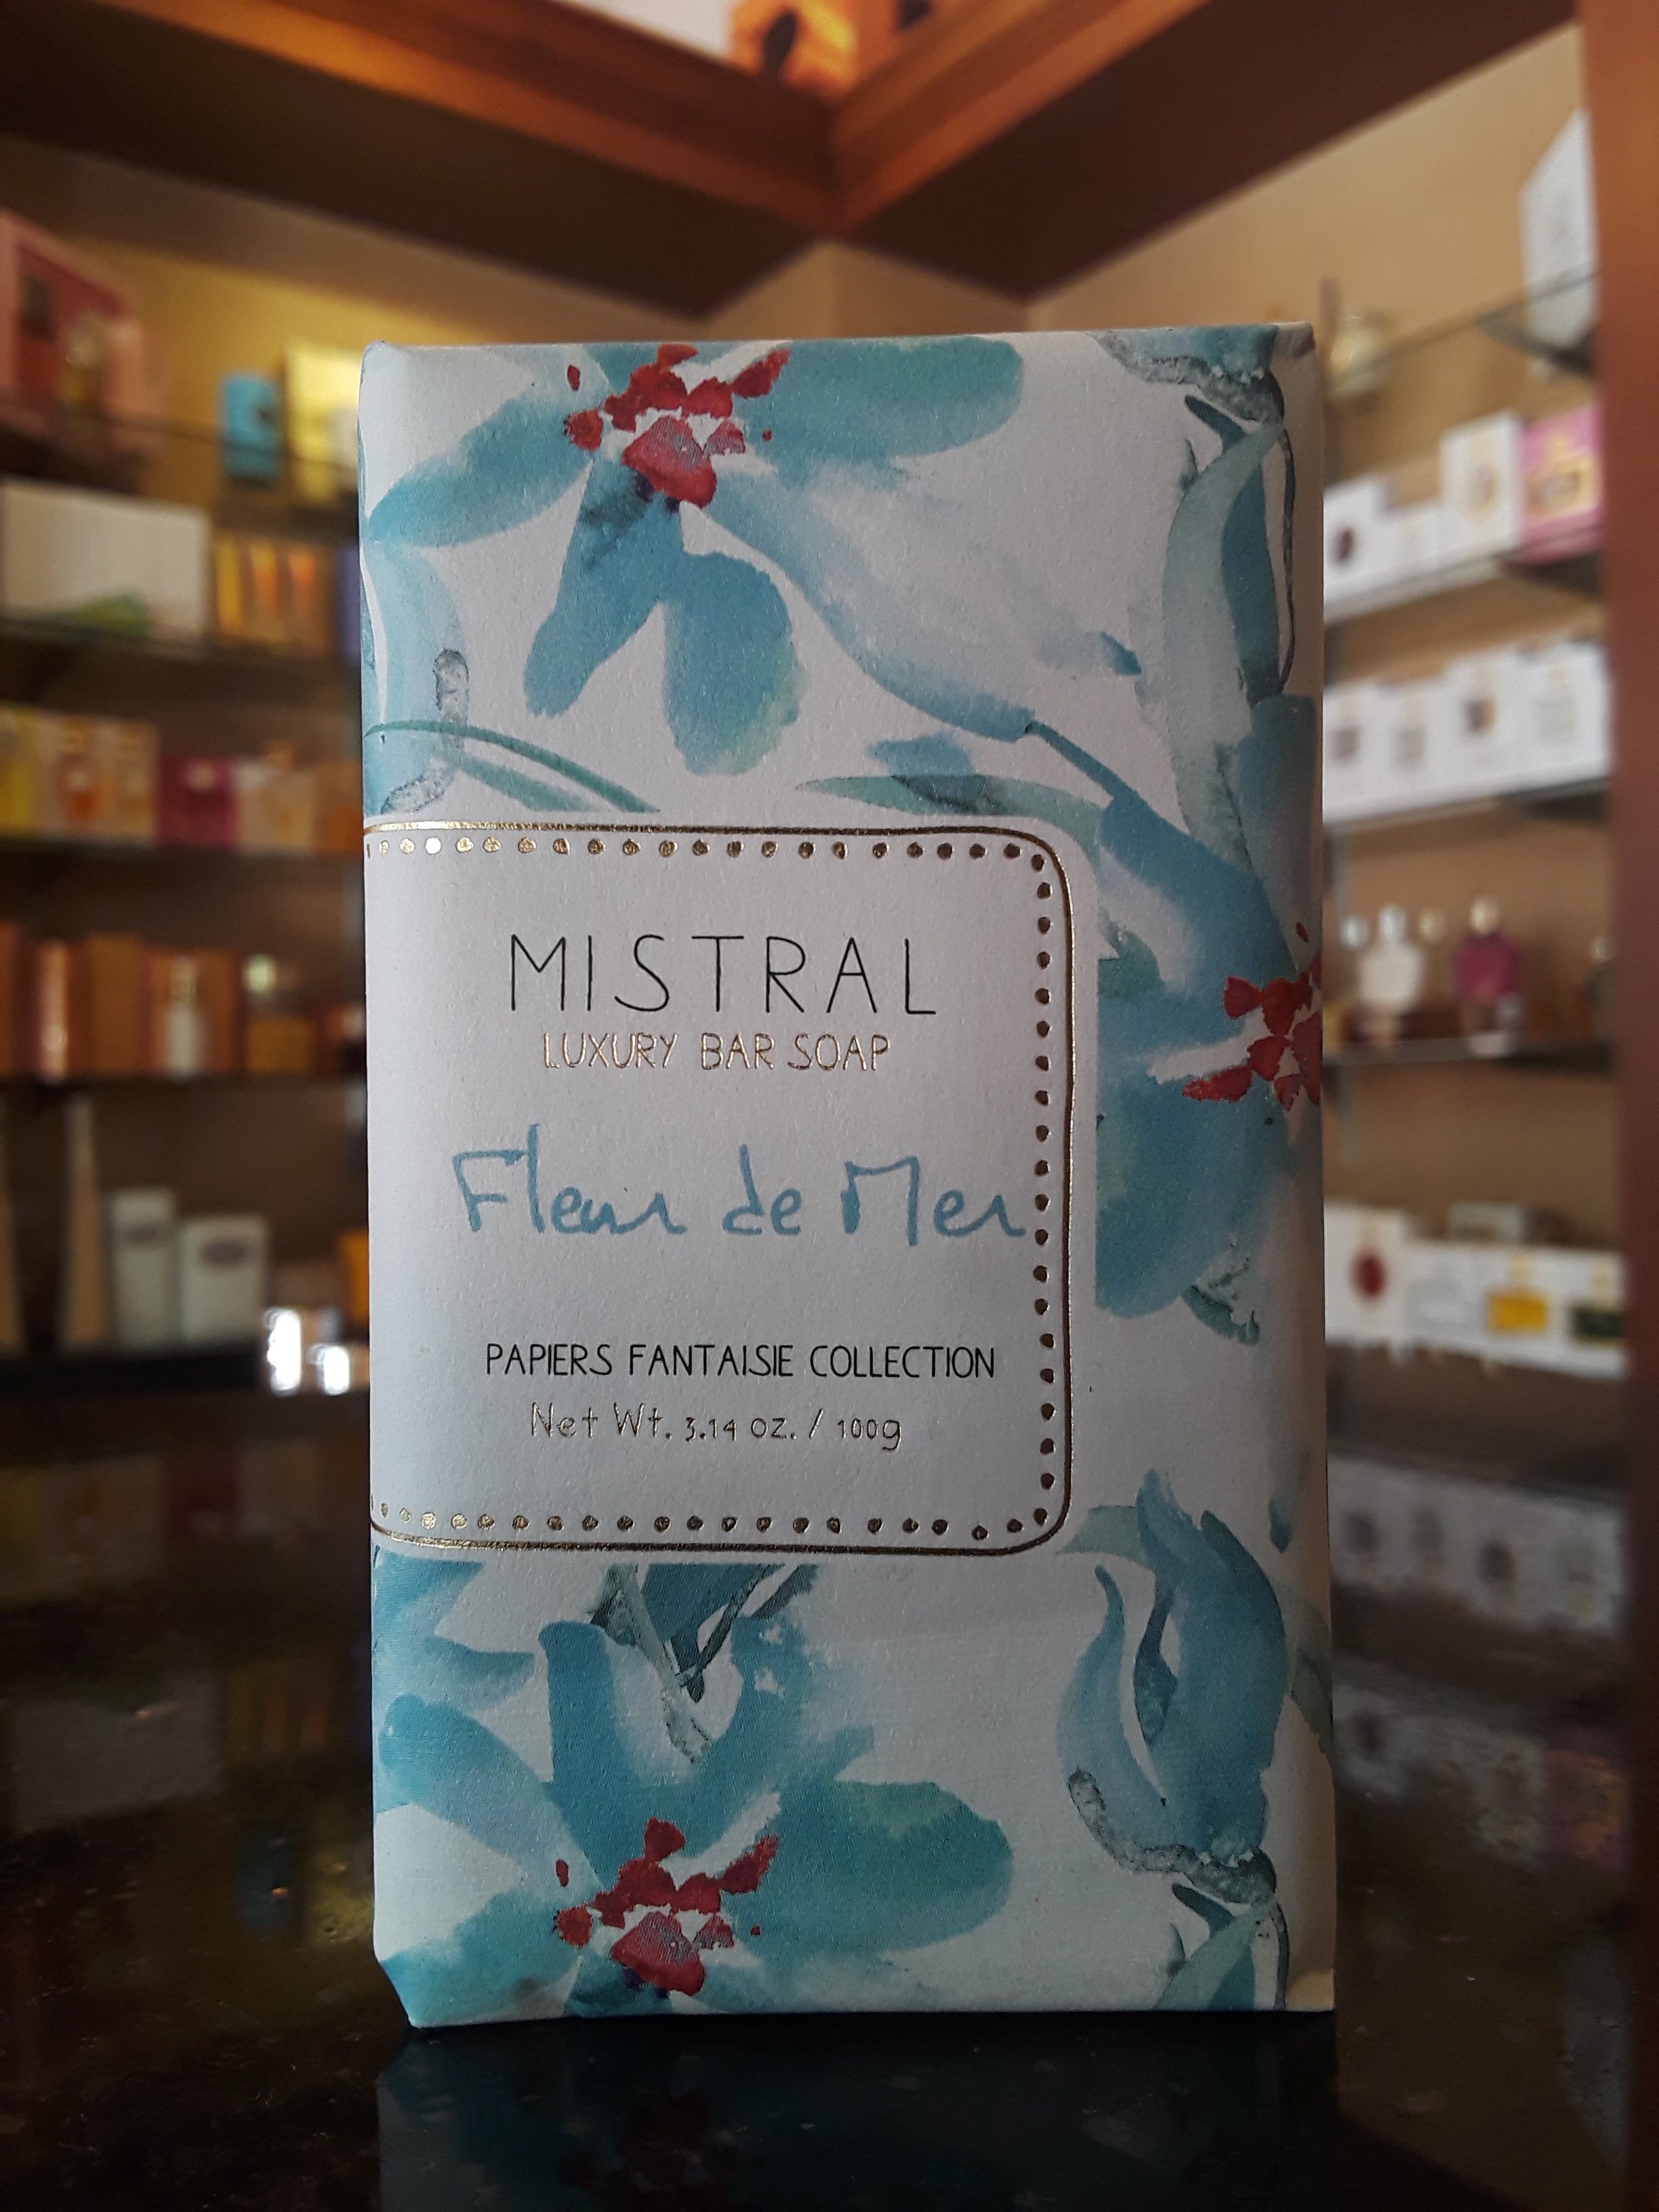 MISTRAL
LUXURY BAR SOAP
Fleur de Mer
PAPIERS FANTAISIE COLLECTION
Net Wt. 3.14 oz. / 100g